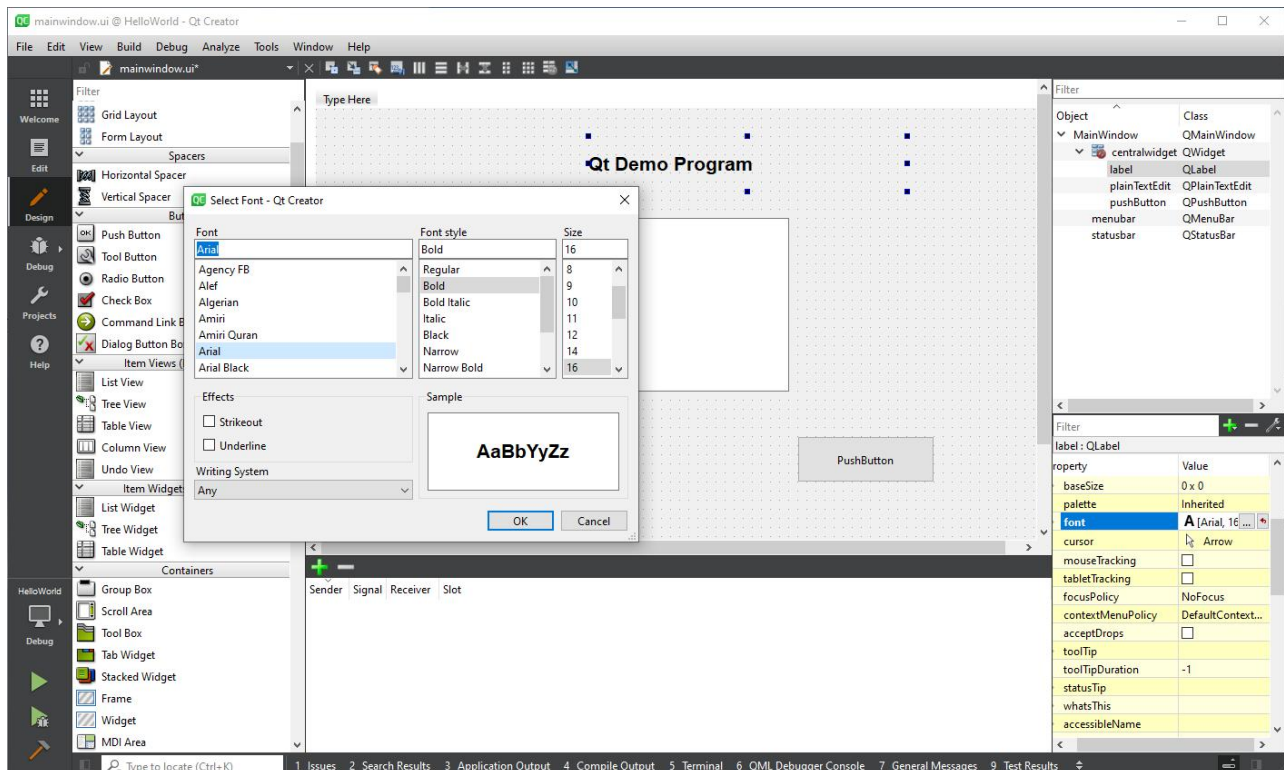 mainwindow.ui @ HelloWorld - Qt Creator
File Edit View Build Debug Analyze Tools Window Help
mainwindow.ui*
Welcome
Edit
Design
Debug
Projects
Help
HelloWorld
Debug
Filter
Grid Layout
Form Layout
Spacers
Horizontal Spacer
Vertical Spacer
But
Push Button
Tool Button
Radio Button
Check Box
Command Link B
Dialog Button Bo
Item Views (
List View
Tree View
Table View
Column View
Undo View
Item Widget
List Widget
Tree Widget
Table Widget
Containers
Group Box
Scroll Area
Tool Box
Tab Widget
Stacked Widget
Frame
Widget
MDI Area
Type Here
Qt Demo Program
PushButton
Select Font - Qt Creator
Font
Arial
Agency FB
Alef
Algerian
Amiri
Amiri Quran
Arial
Arial Black
Font style
Bold
Regular
Bold
Bold Italic
Italic
Black
Narrow
Narrow Bold
Size
16
8
9
10
11
12
14
16
Effects
Strikeout
Underline
Writing System
Any
Sample
AaBbYyZz
OK Cancel
Sender Signal Receiver Slot
Filter
Object Class
MainWindow QMainWindow
centralwidget QWidget
label QLabel
plainTextEdit QPlainTextEdit
pushButton QPushButton
menubar QMenuBar
statusbar QStatusBar
Filter
label : QLabel
roperty Value
baseSize 0 x 0
palette Inherited
font A [Arial, 16 ...
cursor Arrow
mouseTracking
tabletTracking
focusPolicy NoFocus
contextMenuPolicy DefaultContext...
acceptDrops
toolTip
toolTipDuration -1
statusTip
whatsThis
accessibleName
Type to locate (Ctrl+K) 1 Issues 2 Search Results 3 Application Output 4 Compile Output 5 Terminal 6 QML Debugger Console 7 General Messages 9 Test Results